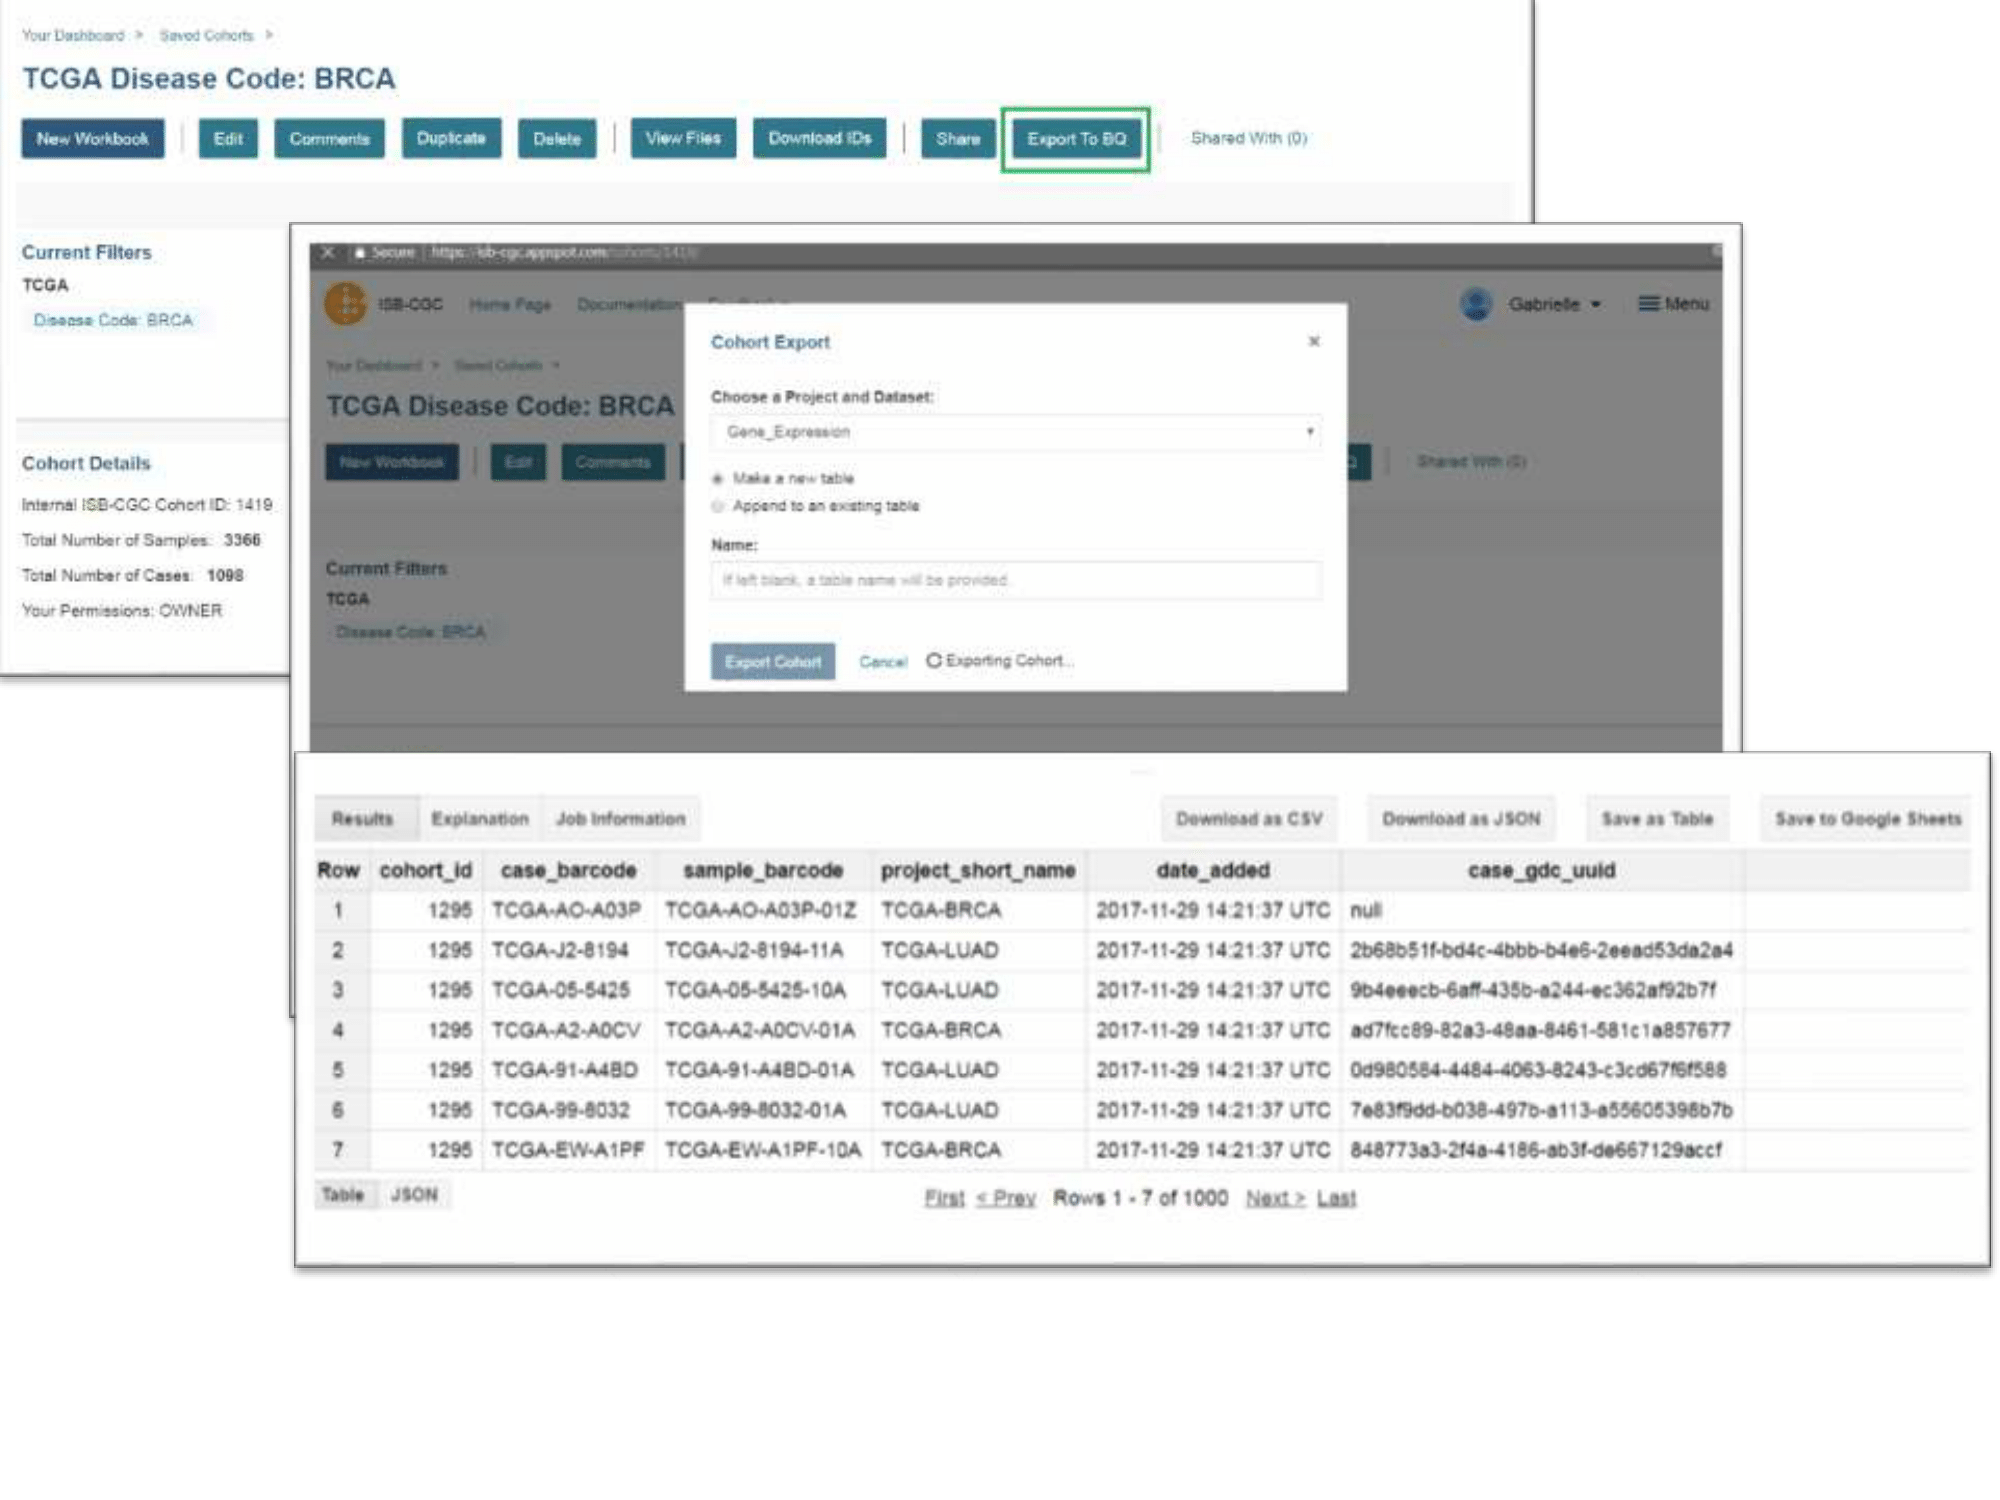 Your Dashboard > Saved Cohorts >
TCGA Disease Code: BRCA
New Workbook Edit Comments Duplicate Delete View Files Download IDs Share Export To BQ Shared With (0)
Current Filters
TCGA
Disease Code: BRCA
Cohort Details
Internal ISB-CGC Cohort ID: 1419
Total Number of Samples: 3366
Total Number of Cases: 1098
Your Permissions: OWNER
Secure https://isb-cgc.appspot.com/cohorts/1419/
ISB-CGC Home Page Documentation Gabrielle Menu
Your Dashboard > Saved Cohorts >
TCGA Disease Code: BRCA
New Workbook Edit Comments Shared With (0)
Current Filters
TCGA
Disease Code: BRCA
Cohort Export
Choose a Project and Dataset:
Gene_Expression
Make a new table
Append to an existing table
Name:
If left blank, a table name will be provided.
Export Cohort Cancel Exporting Cohort...
Results Explanation Job Information Download as CSV Download as JSON Save as Table Save to Google Sheets
Row cohort_id case_barcode sample_barcode project_short_name date_added case_gdc_uuid
1 1295 TCGA-AO-A03P TCGA-AO-A03P-01Z TCGA-BRCA 2017-11-29 14:21:37 UTC null
2 1295 TCGA-J2-8194 TCGA-J2-8194-11A TCGA-LUAD 2017-11-29 14:21:37 UTC 2b68b51f-bd4c-4bbb-b4e6-2eead53da2a4
3 1295 TCGA-05-5425 TCGA-05-5425-10A TCGA-LUAD 2017-11-29 14:21:37 UTC 9b4eeecb-6aff-435b-a244-ec362af92b7f
4 1295 TCGA-A2-A0CV TCGA-A2-A0CV-01A TCGA-BRCA 2017-11-29 14:21:37 UTC ad7fcc89-82a3-48aa-8461-581c1a857677
5 1295 TCGA-91-A4BD TCGA-91-A4BD-01A TCGA-LUAD 2017-11-29 14:21:37 UTC 0d980584-4484-4063-8243-c3cd67f6f588
6 1295 TCGA-99-8032 TCGA-99-8032-01A TCGA-LUAD 2017-11-29 14:21:37 UTC 7e83f9dd-b038-497b-a113-a55605398b7b
7 1295 TCGA-EW-A1PF TCGA-EW-A1PF-10A TCGA-BRCA 2017-11-29 14:21:37 UTC 848773a3-2f4a-4186-ab3f-de667129accf
Table JSON First < Prev Rows 1 - 7 of 1000 Next > Last